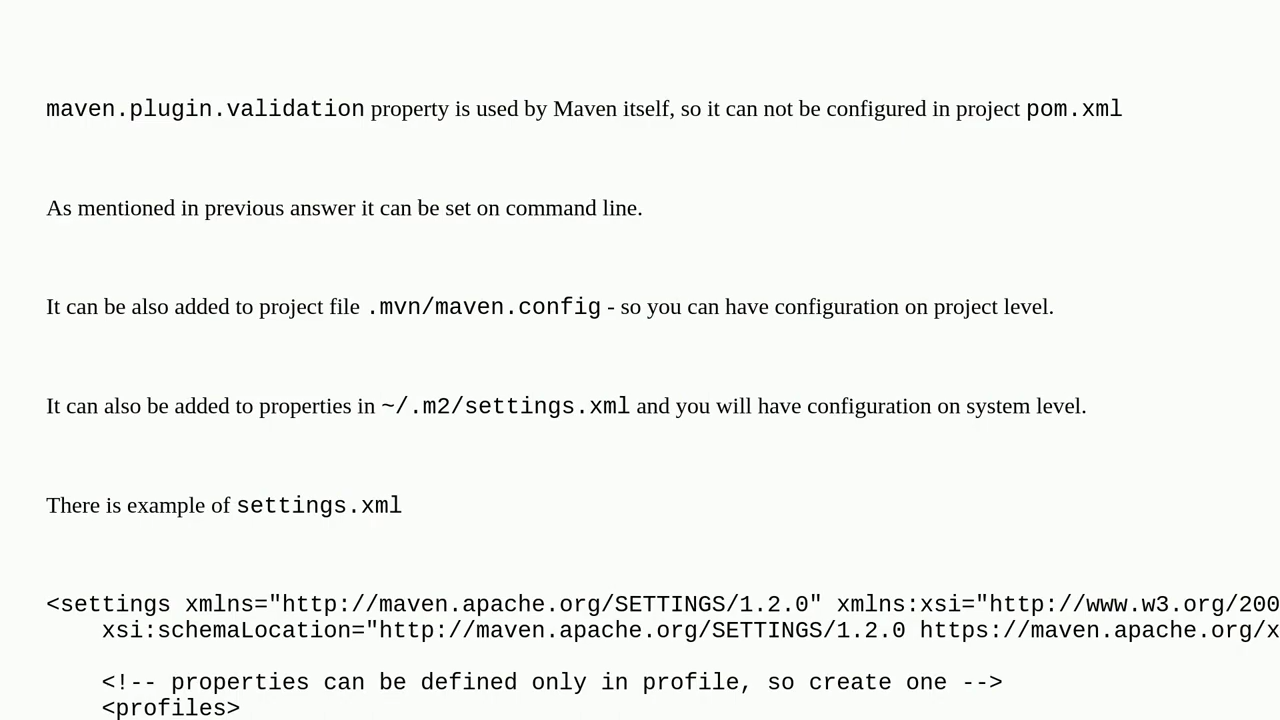 maven.plugin.validation property is used by Maven itself, so it can not be configured in project pom.xml
As mentioned in previous answer it can be set on command line.
It can be also added to project file .mvn/maven.config - so you can have configuration on project level.
It can also be added to properties in ~/.m2/settings.xml and you will have configuration on system level.
There is example of settings.xml
<settings xmlns="http://maven.apache.org/SETTINGS/1.2.0" xmlns:xsi="http://www.w3.org/200
    xsi:schemaLocation="http://maven.apache.org/SETTINGS/1.2.0 https://maven.apache.org/x
    <!-- properties can be defined only in profile, so create one -->
    <profiles>